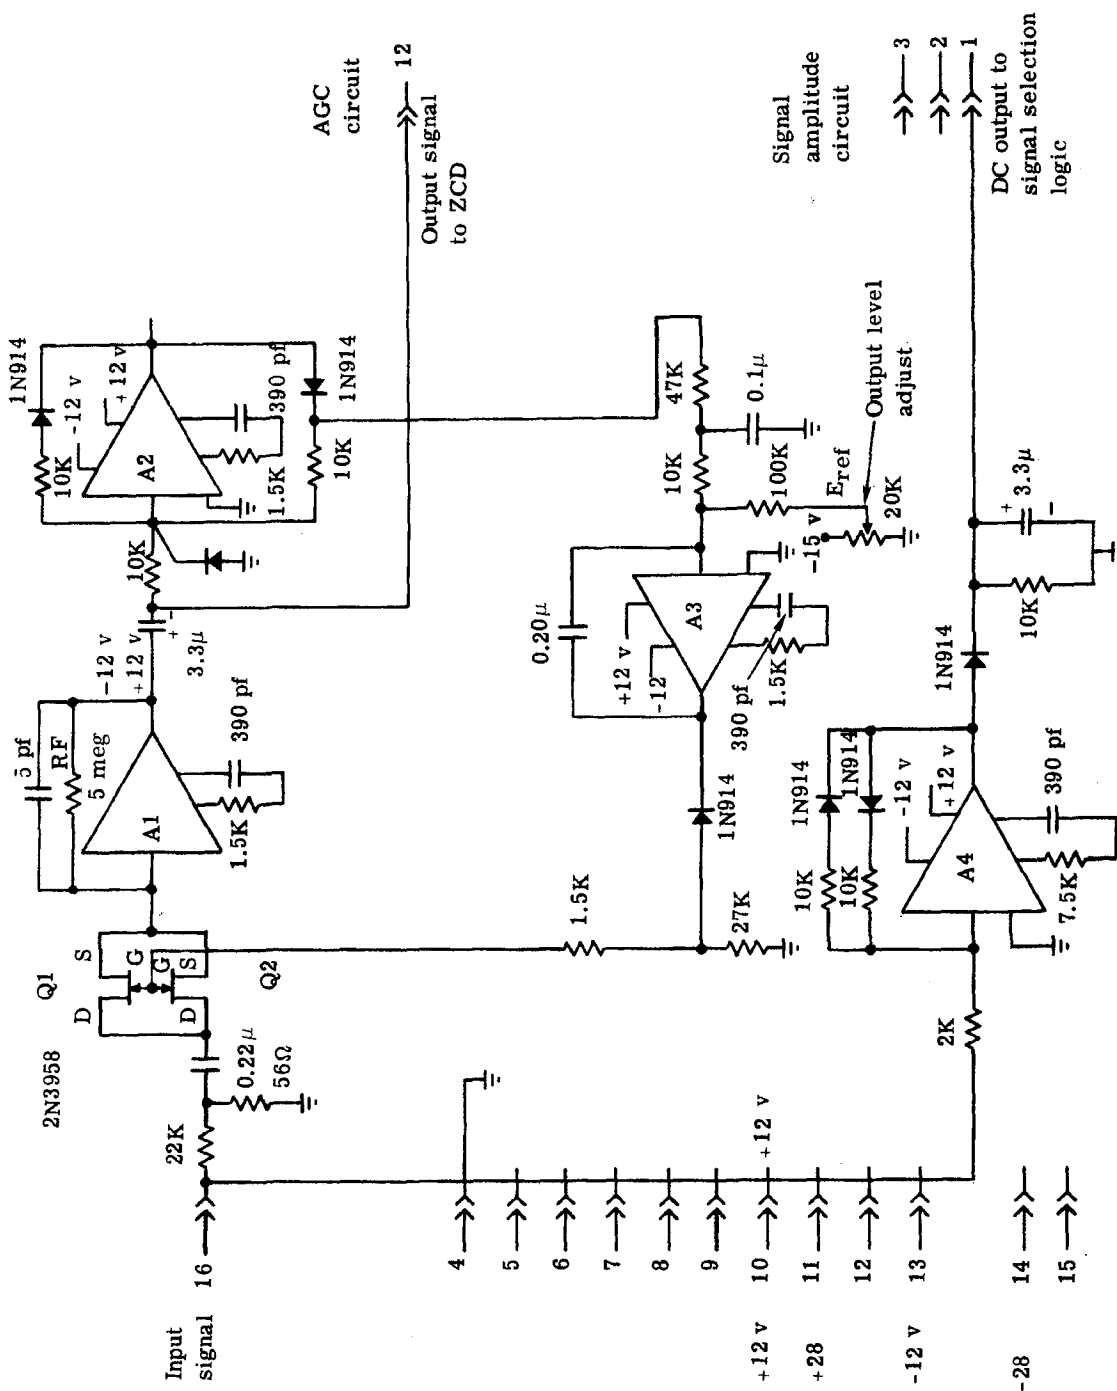 Input
signal
16
22K
0.22μ
56Ω
2N3958
Q1
D
S
G
G
D
S
Q2
5 pf
RF
5 meg
A1
1.5K
390 pf
-12 v
+12 v
3.3μ
+
-
10K
10K
1N914
-12 v
+12v
A2
390 pf
1.5K
1N914
10K
AGC
circuit
12
Output signal
to ZCD
4
5
6
7
8
9
10
+12 v
+12 v
11
+28
12
13
-12 v
14
-28
15
1.5K
27K
1N914
0.20μ
+12 v
-12
A3
390 pf
1.5K
10K
47K
0.1μ
100K
Eref
-15 v
20K
Output level
adjust
2K
10K
10K
1N914
1N914
A4
-12 v
+12 v
390 pf
7.5K
1N914
10K
+
3.3μ
-
Signal
amplitude
circuit
3
2
1
DC output to
signal selection
logic